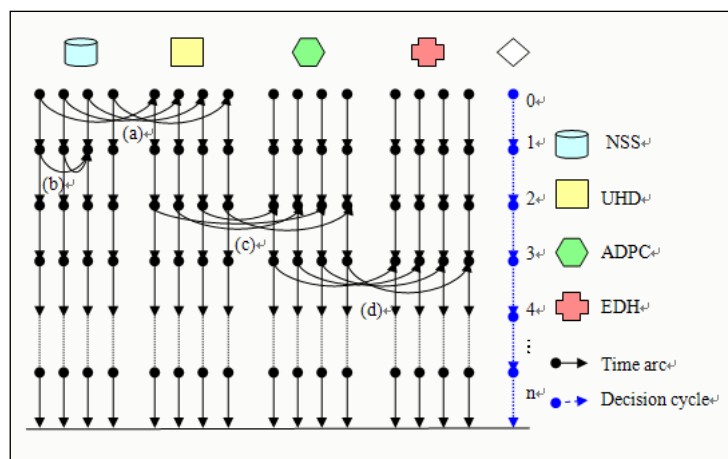 0↵
(a)
1↵
NSS↵
(b)
2↵
UHD↵
(c)
3↵
ADPC↵
(d)
4↵
EDH↵
⋮
Time arc↵
n↵
Decision cycle↵